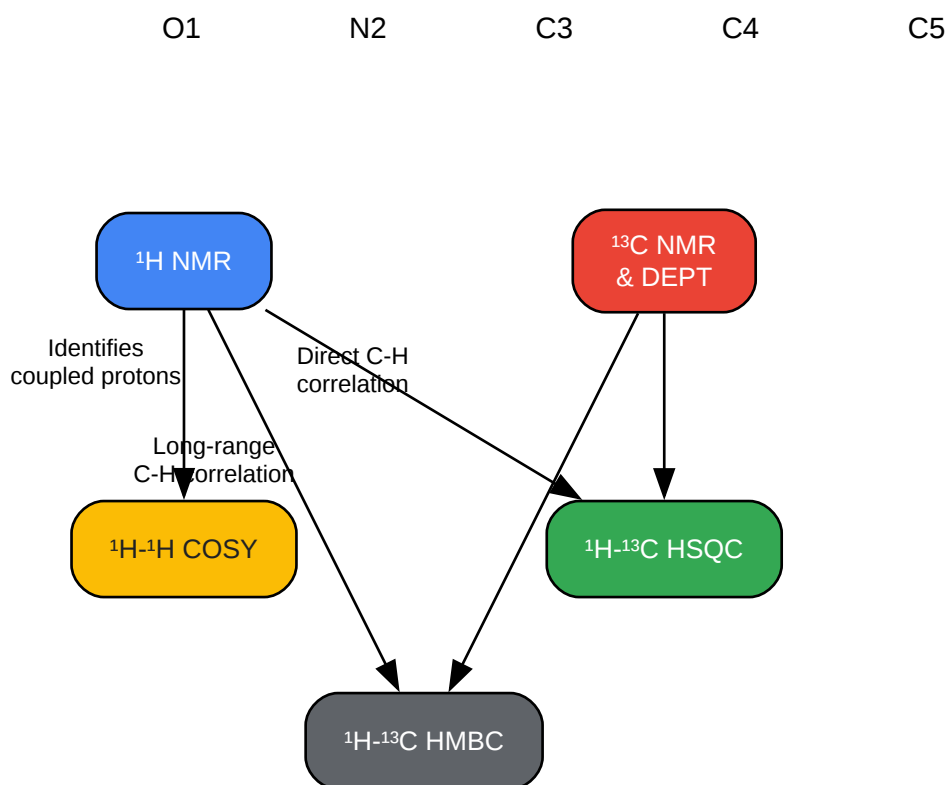 O1 N2 C3 C4 C5
¹H NMR
¹³C NMR
& DEPT
Identifies
coupled protons
Direct C-H
correlation
Long-range
C-H correlation
¹H-¹H COSY
¹H-¹³C HSQC
¹H-¹³C HMBC